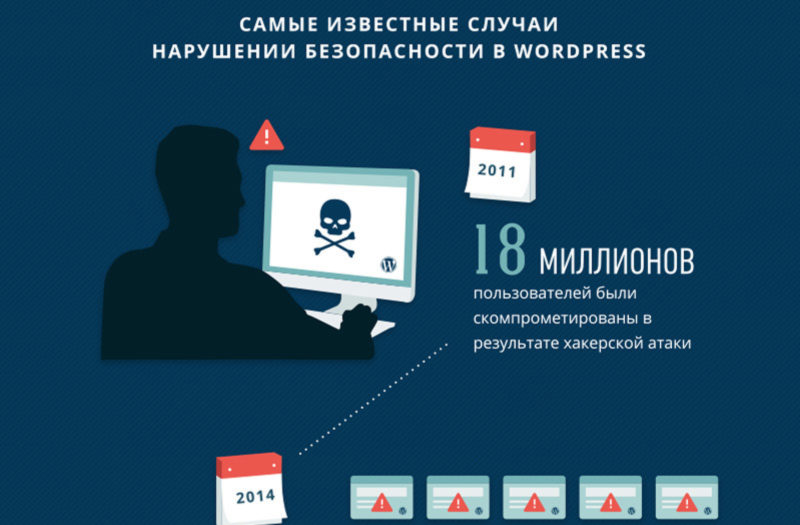 САМЫЕ ИЗВЕСТНЫЕ СЛУЧАИ
НАРУШЕНИИ БЕЗОПАСНОСТИ В WORDPRESS
2011
18 МИЛЛИОНОВ
пользователей были
скомпрометированы в
результате хакерской атаки
2014